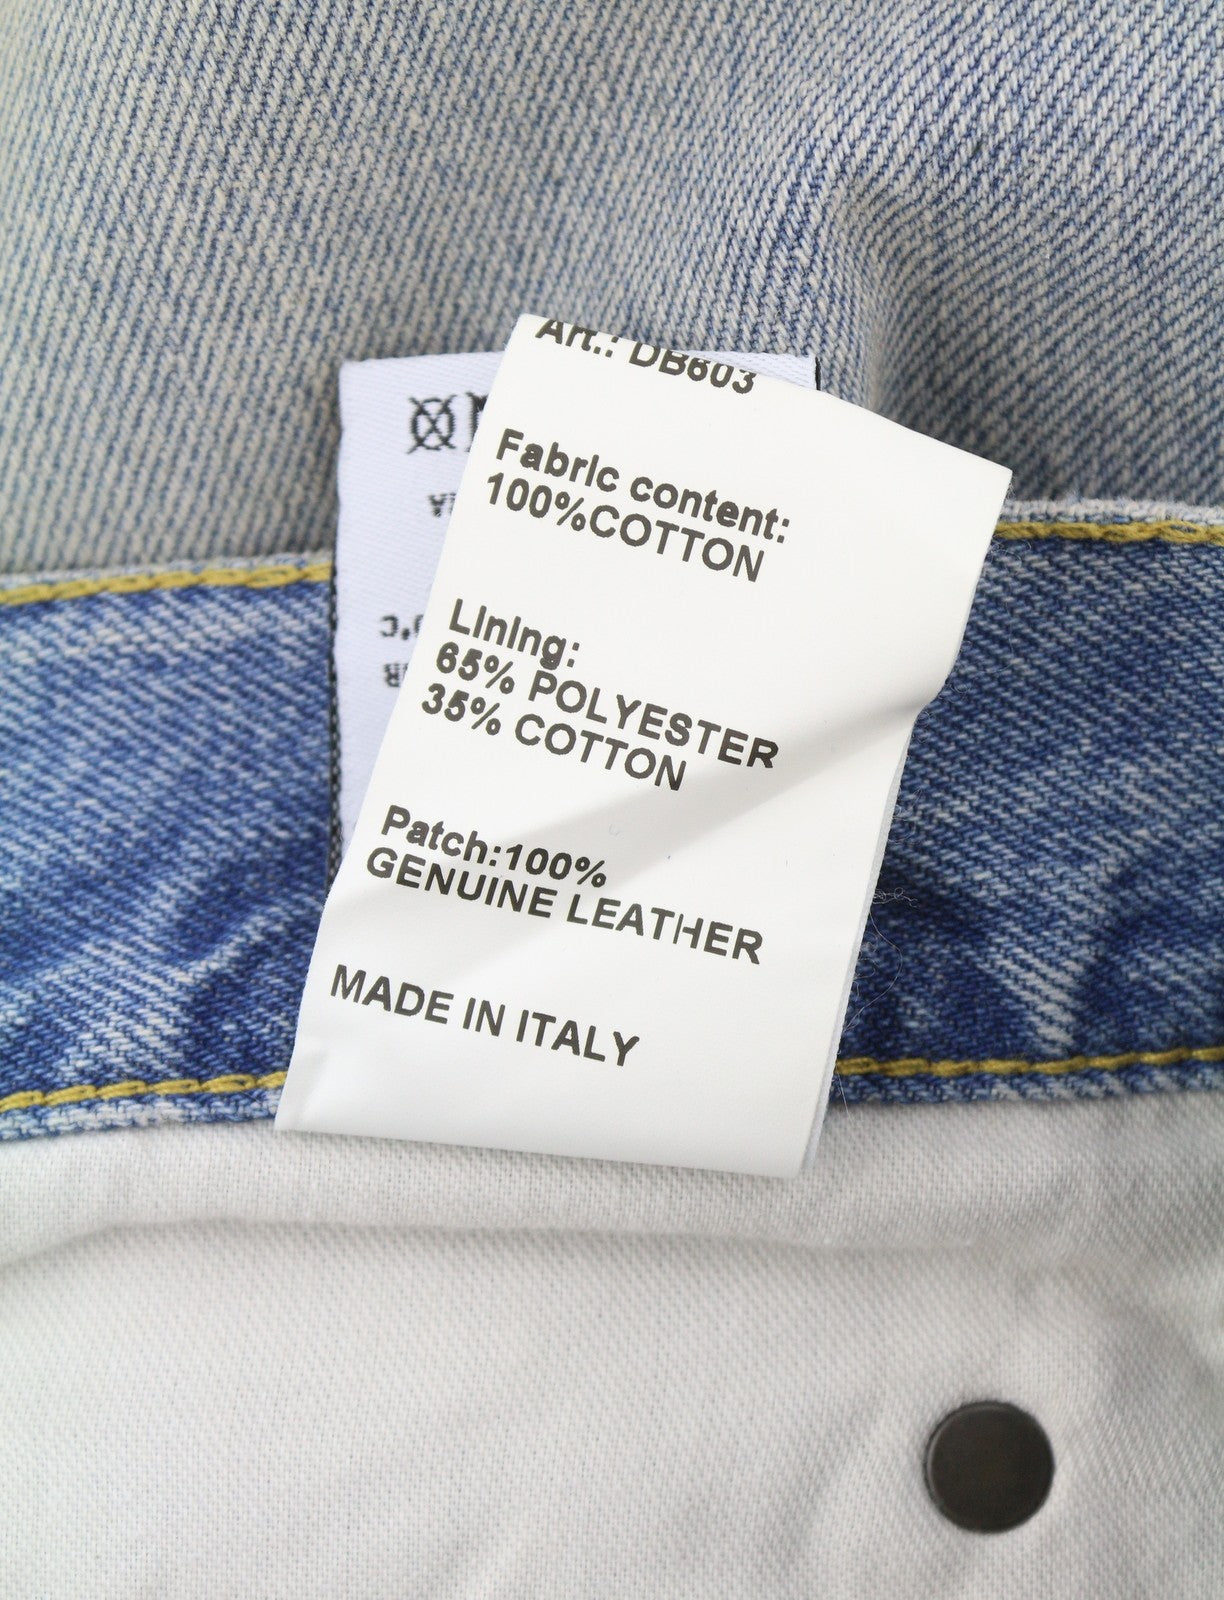 Art.: DB603
Fabric content:
100%COTTON
Lining:
65% POLYESTER
35% COTTON
Patch:100%
GENUINE LEATHER
MADE IN ITALY